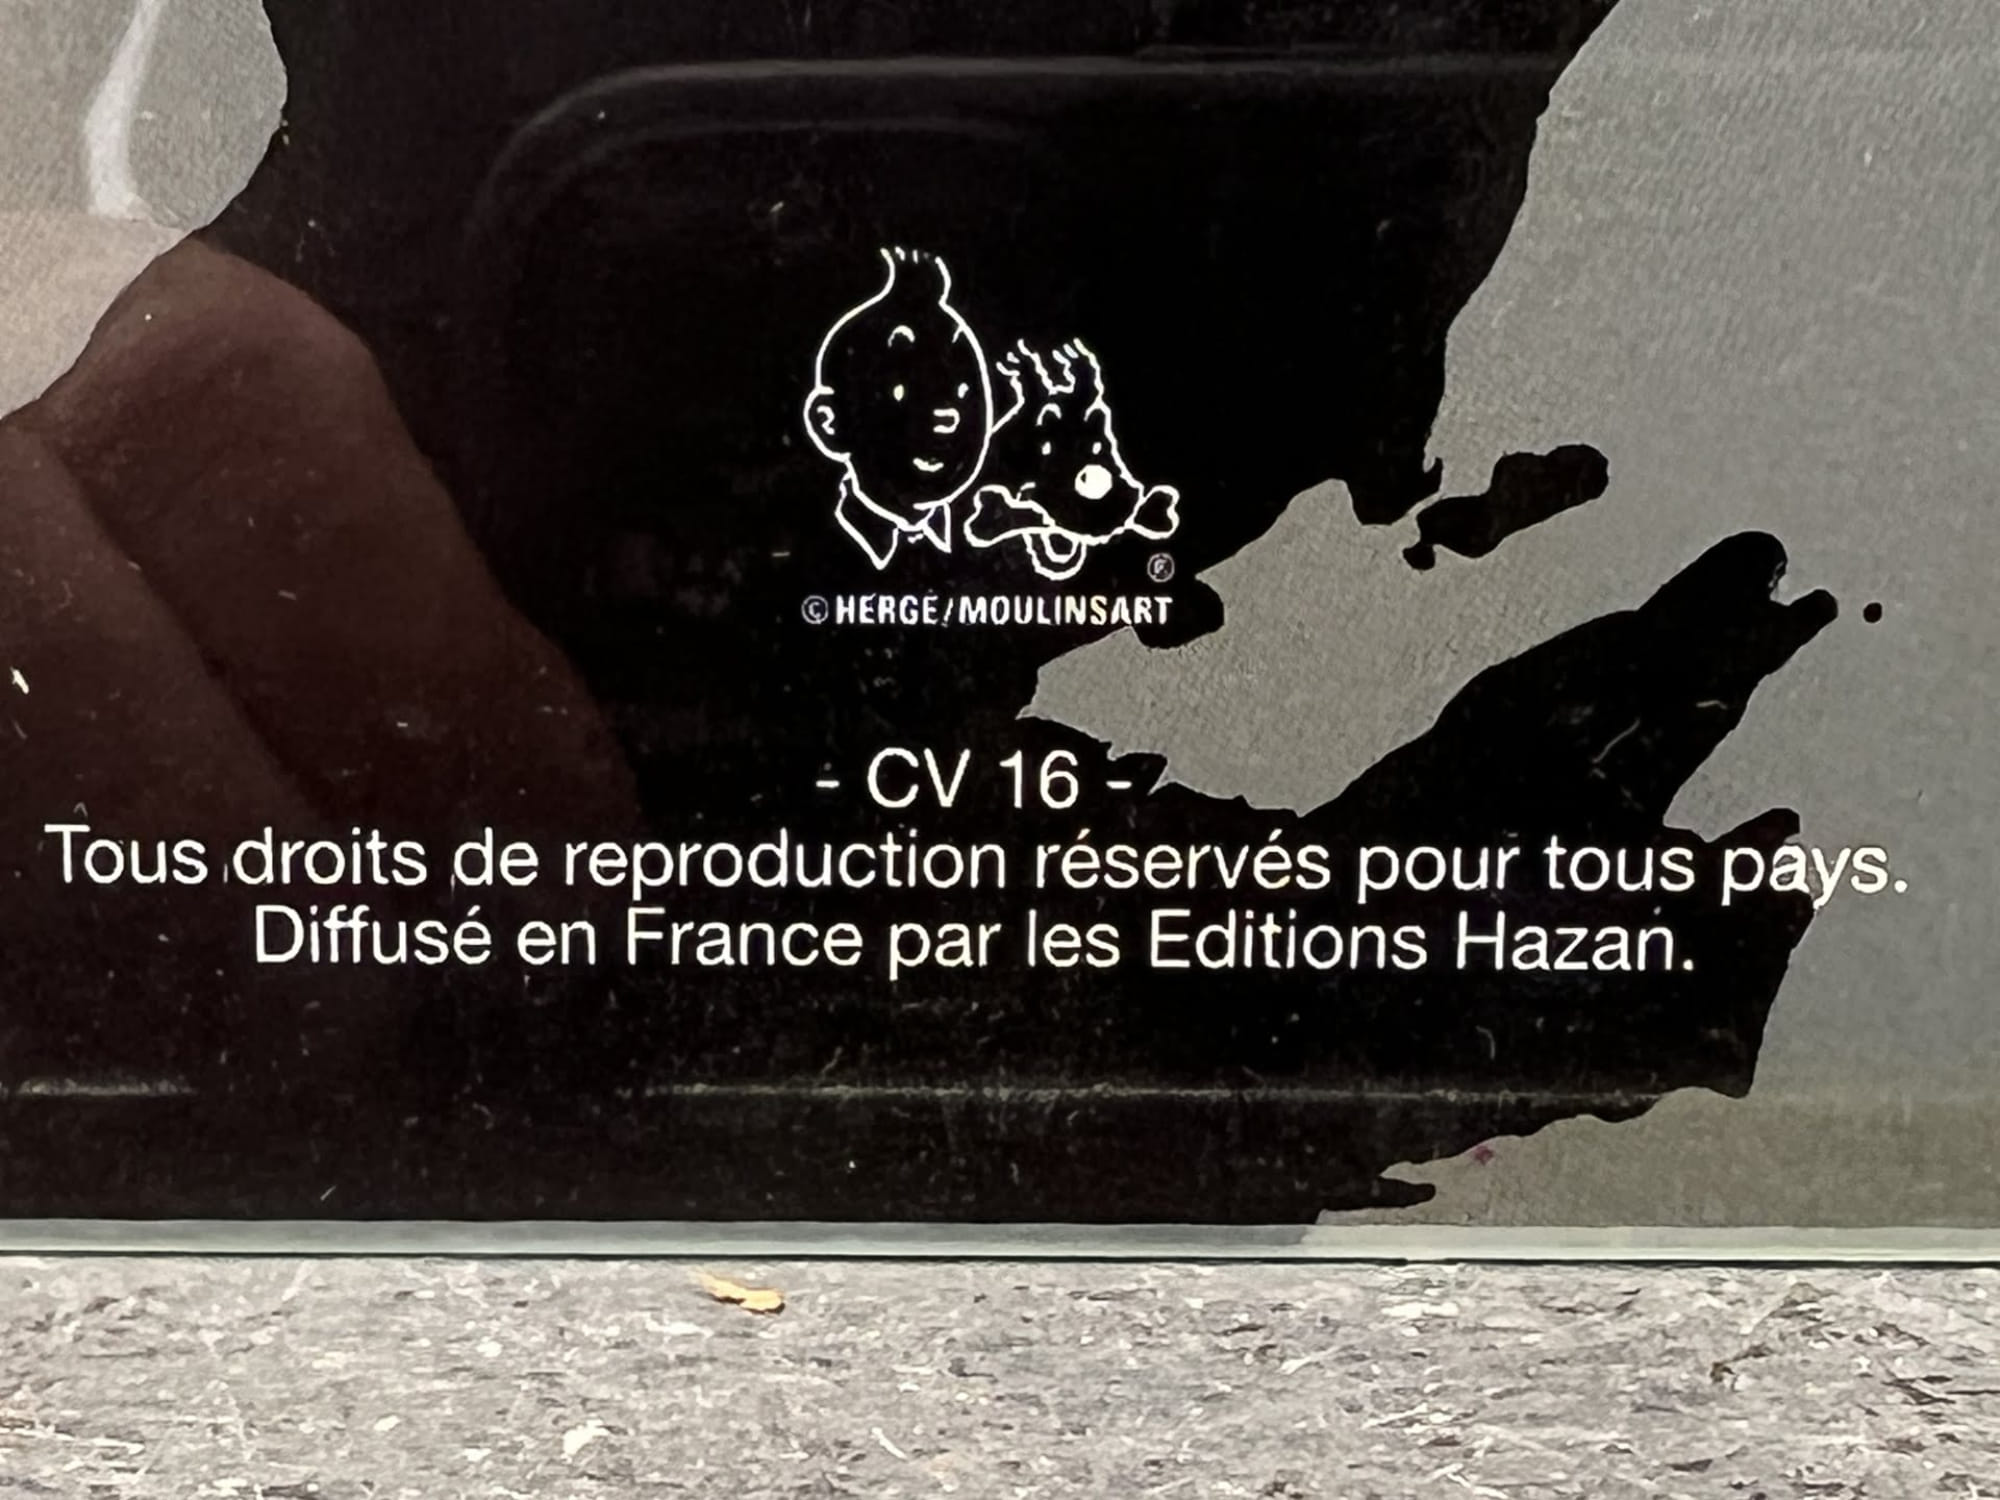 ®
© HERGÉ/MOULINSART
- CV 16 -
Tous droits de reproduction réservés pour tous pays.
Diffusé en France par les Editions Hazan.